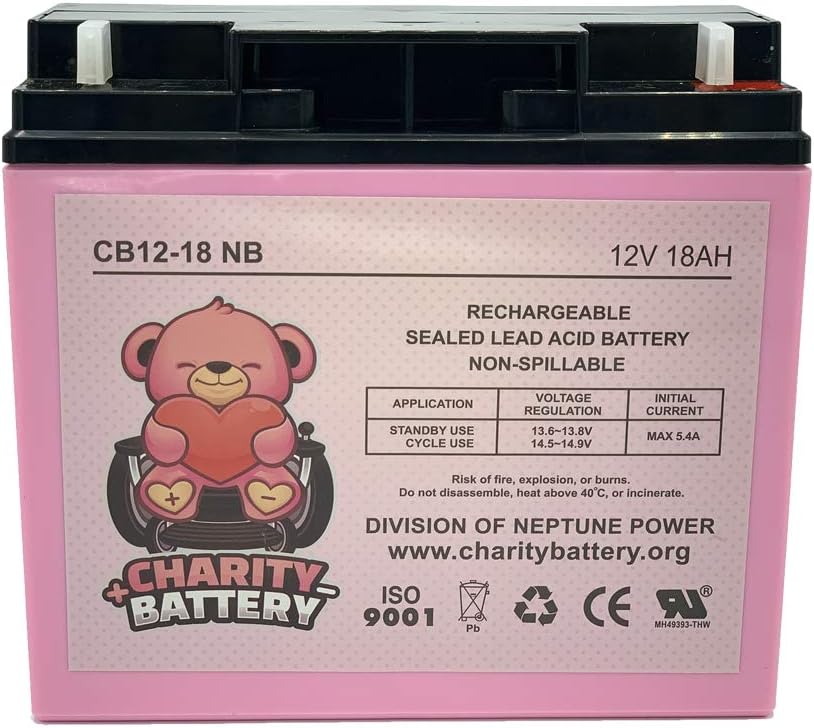 CB12-18 NB 12V 18AH
RECHARGEABLE
SEALED LEAD ACID BATTERY
NON-SPILLABLE
APPLICATION VOLTAGE REGULATION INITIAL CURRENT
STANDBY USE 13.6~13.8V MAX 5.4A
CYCLE USE 14.5~14.9V
Risk of fire, explosion, or burns.
Do not disassemble, heat above 40°C, or incinerate.
DIVISION OF NEPTUNE POWER
www.charitybattery.org
+ -
+CHARITY-
BATTERY
ISO
9001
Pb
CE
RU®
MH49393-THW